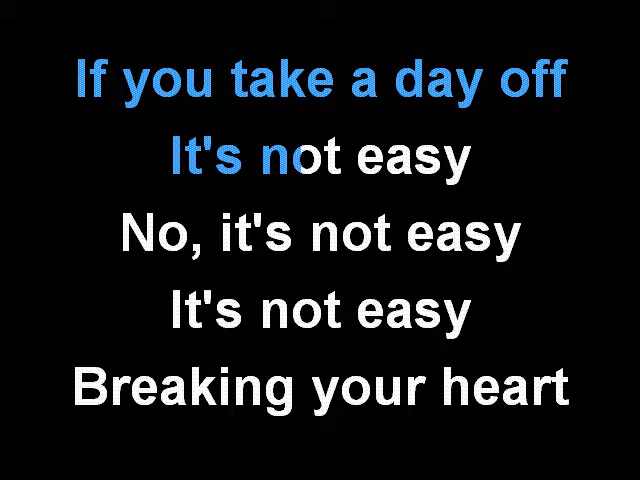 If you take a day off
It's not easy
No, it's not easy
It's not easy
Breaking your heart